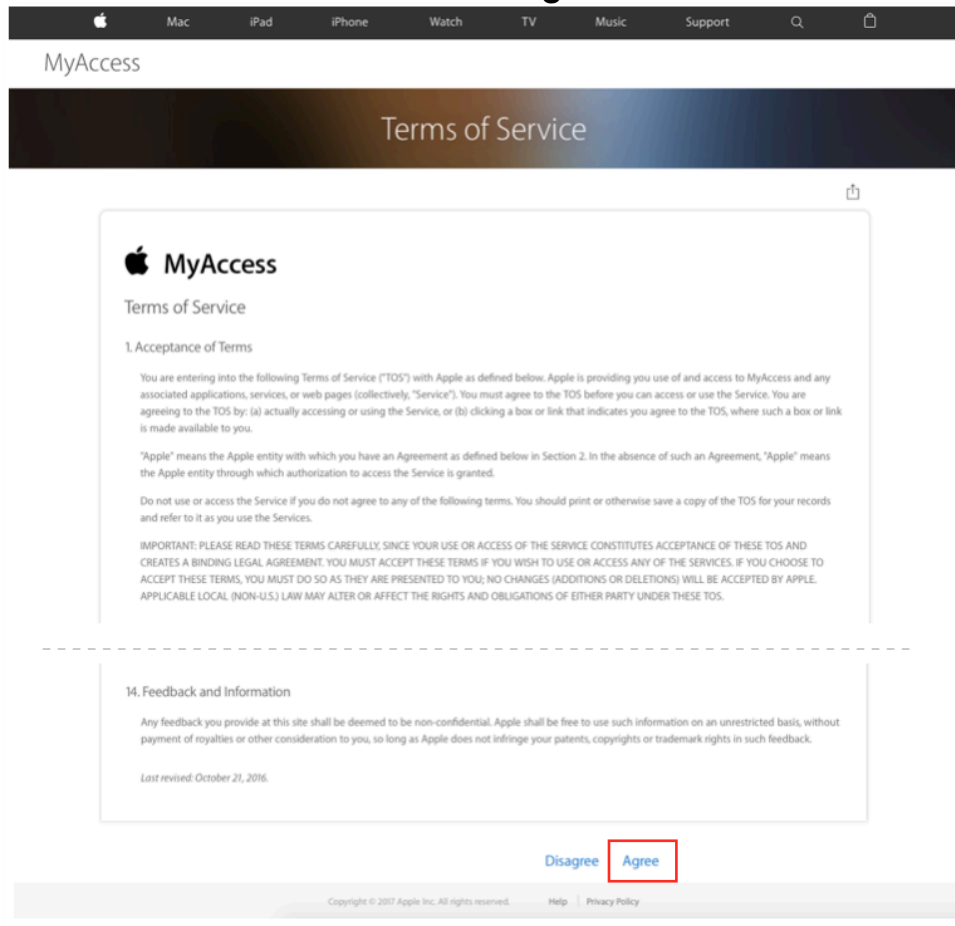 Mac iPad iPhone Watch TV Music Support
MyAccess
Terms of Service
MyAccess
Terms of Service
1. Acceptance of Terms
You are entering into the following Terms of Service ("TOS") with Apple as defined below. Apple is providing you use of and access to MyAccess and any
associated applications, services, or web pages (collectively, "Service"). You must agree to the TOS before you can access or use the Service. You are
agreeing to the TOS by: (a) actually accessing or using the Service, or (b) clicking a box or link that indicates you agree to the TOS, where such a box or link
is made available to you.
"Apple" means the Apple entity with which you have an Agreement as defined below in Section 2. In the absence of such an Agreement, "Apple" means
the Apple entity through which authorization to access the Service is granted.
Do not use or access the Service if you do not agree to any of the following terms. You should print or otherwise save a copy of the TOS for your records
and refer to it as you use the Services.
IMPORTANT: PLEASE READ THESE TERMS CAREFULLY, SINCE YOUR USE OR ACCESS OF THE SERVICE CONSTITUTES ACCEPTANCE OF THESE TOS AND
CREATES A BINDING LEGAL AGREEMENT. YOU MUST ACCEPT THESE TERMS IF YOU WISH TO USE OR ACCESS ANY OF THE SERVICES. IF YOU CHOOSE TO
ACCEPT THESE TERMS, YOU MUST DO SO AS THEY ARE PRESENTED TO YOU; NO CHANGES (ADDITIONS OR DELETIONS) WILL BE ACCEPTED BY APPLE.
APPLICABLE LOCAL (NON-U.S.) LAW MAY ALTER OR AFFECT THE RIGHTS AND OBLIGATIONS OF EITHER PARTY UNDER THESE TOS.
14. Feedback and Information
Any feedback you provide at this site shall be deemed to be non-confidential. Apple shall be free to use such information on an unrestricted basis, without
payment of royalties or other consideration to you, so long as Apple does not infringe your patents, copyrights or trademark rights in such feedback.
Last revised: October 21, 2016.
Disagree Agree
Copyright © 2017 Apple Inc. All rights reserved. Help Privacy Policy